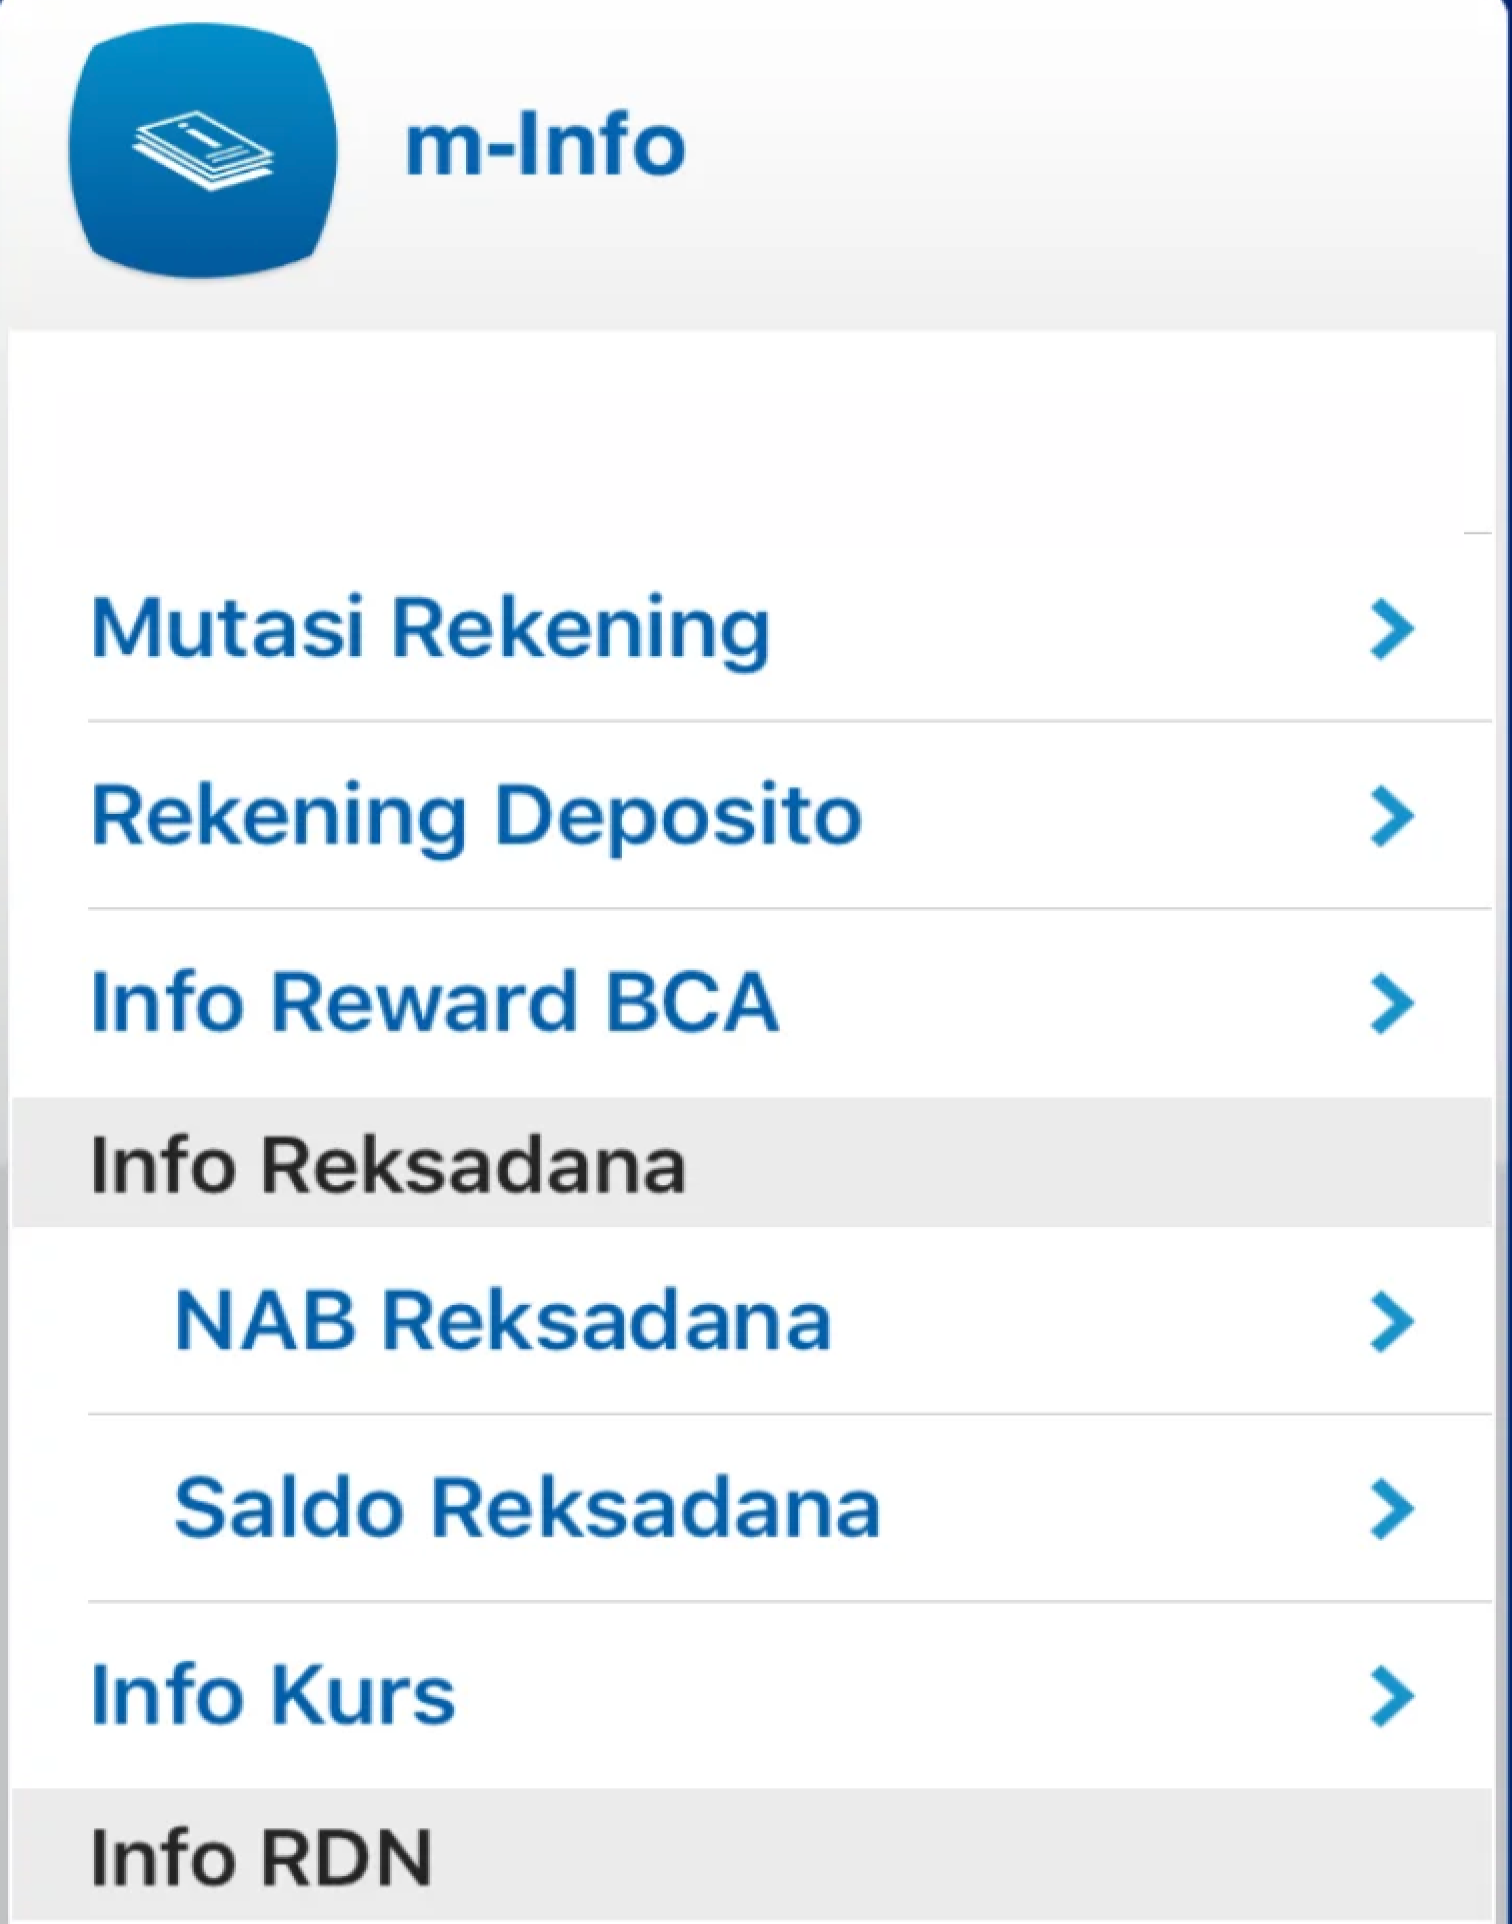 m-Info
Mutasi Rekening
Rekening Deposito
Info Reward BCA
Info Reksadana
NAB Reksadana
Saldo Reksadana
Info Kurs
Info RDN